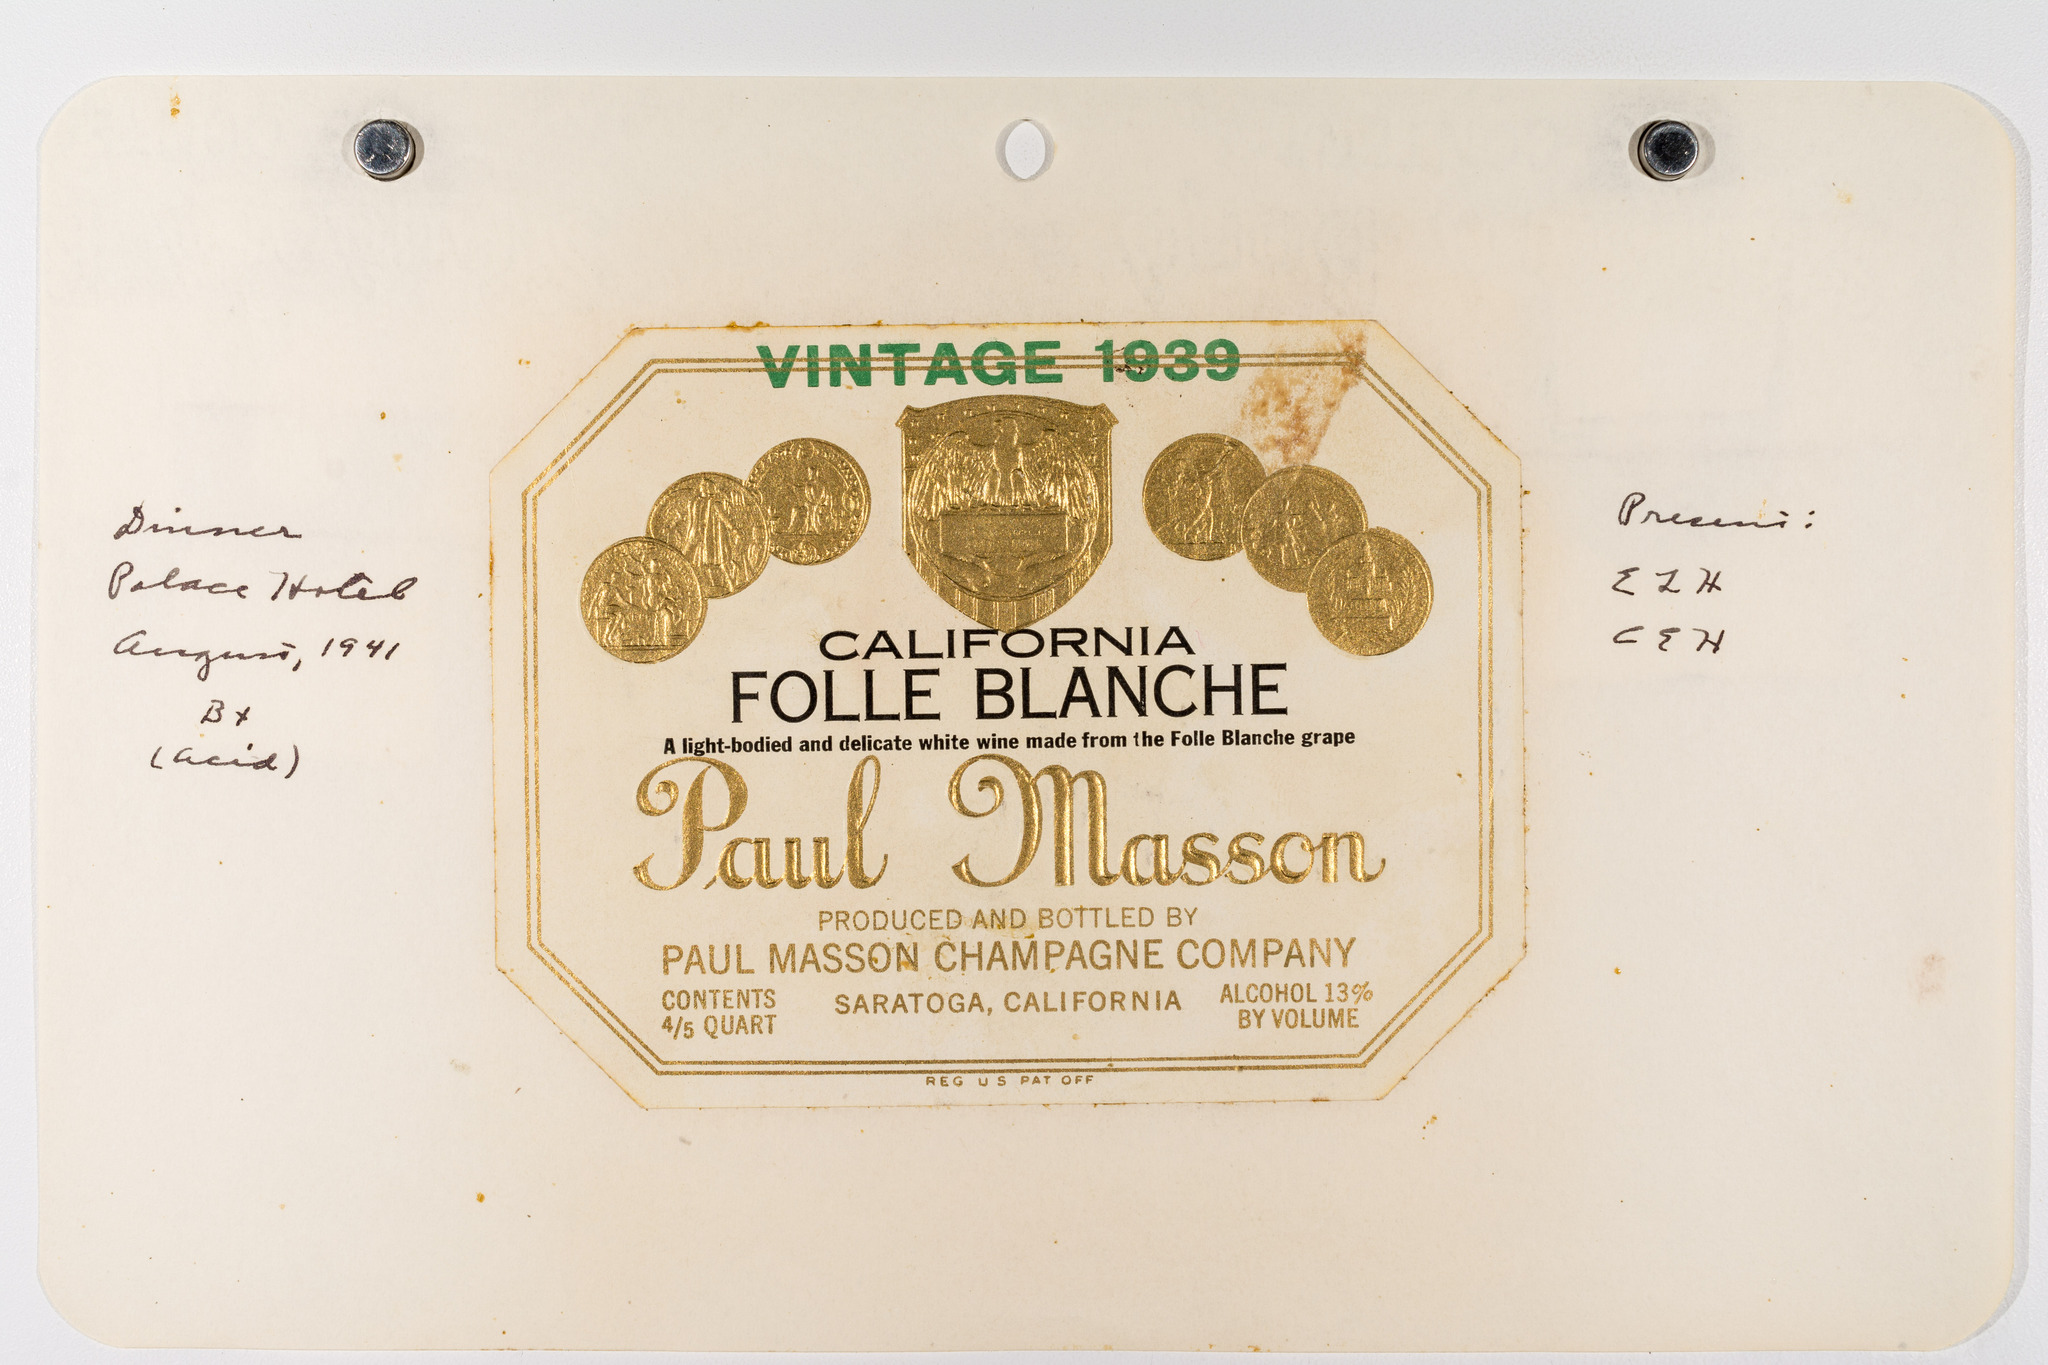 VINTAGE 1939
CALIFORNIA
FOLLE BLANCHE
A light-bodied and delicate white wine made from the Folle Blanche grape
Paul Masson
PRODUCED AND BOTTLED BY
PAUL MASSON CHAMPAGNE COMPANY
CONTENTS
4/5 QUART
SARATOGA, CALIFORNIA
ALCOHOL 13%
BY VOLUME
REG U S PAT OFF
Dinner
Palace Hotel
August, 1941
B+
(acid)
Present:
E L H
C E H